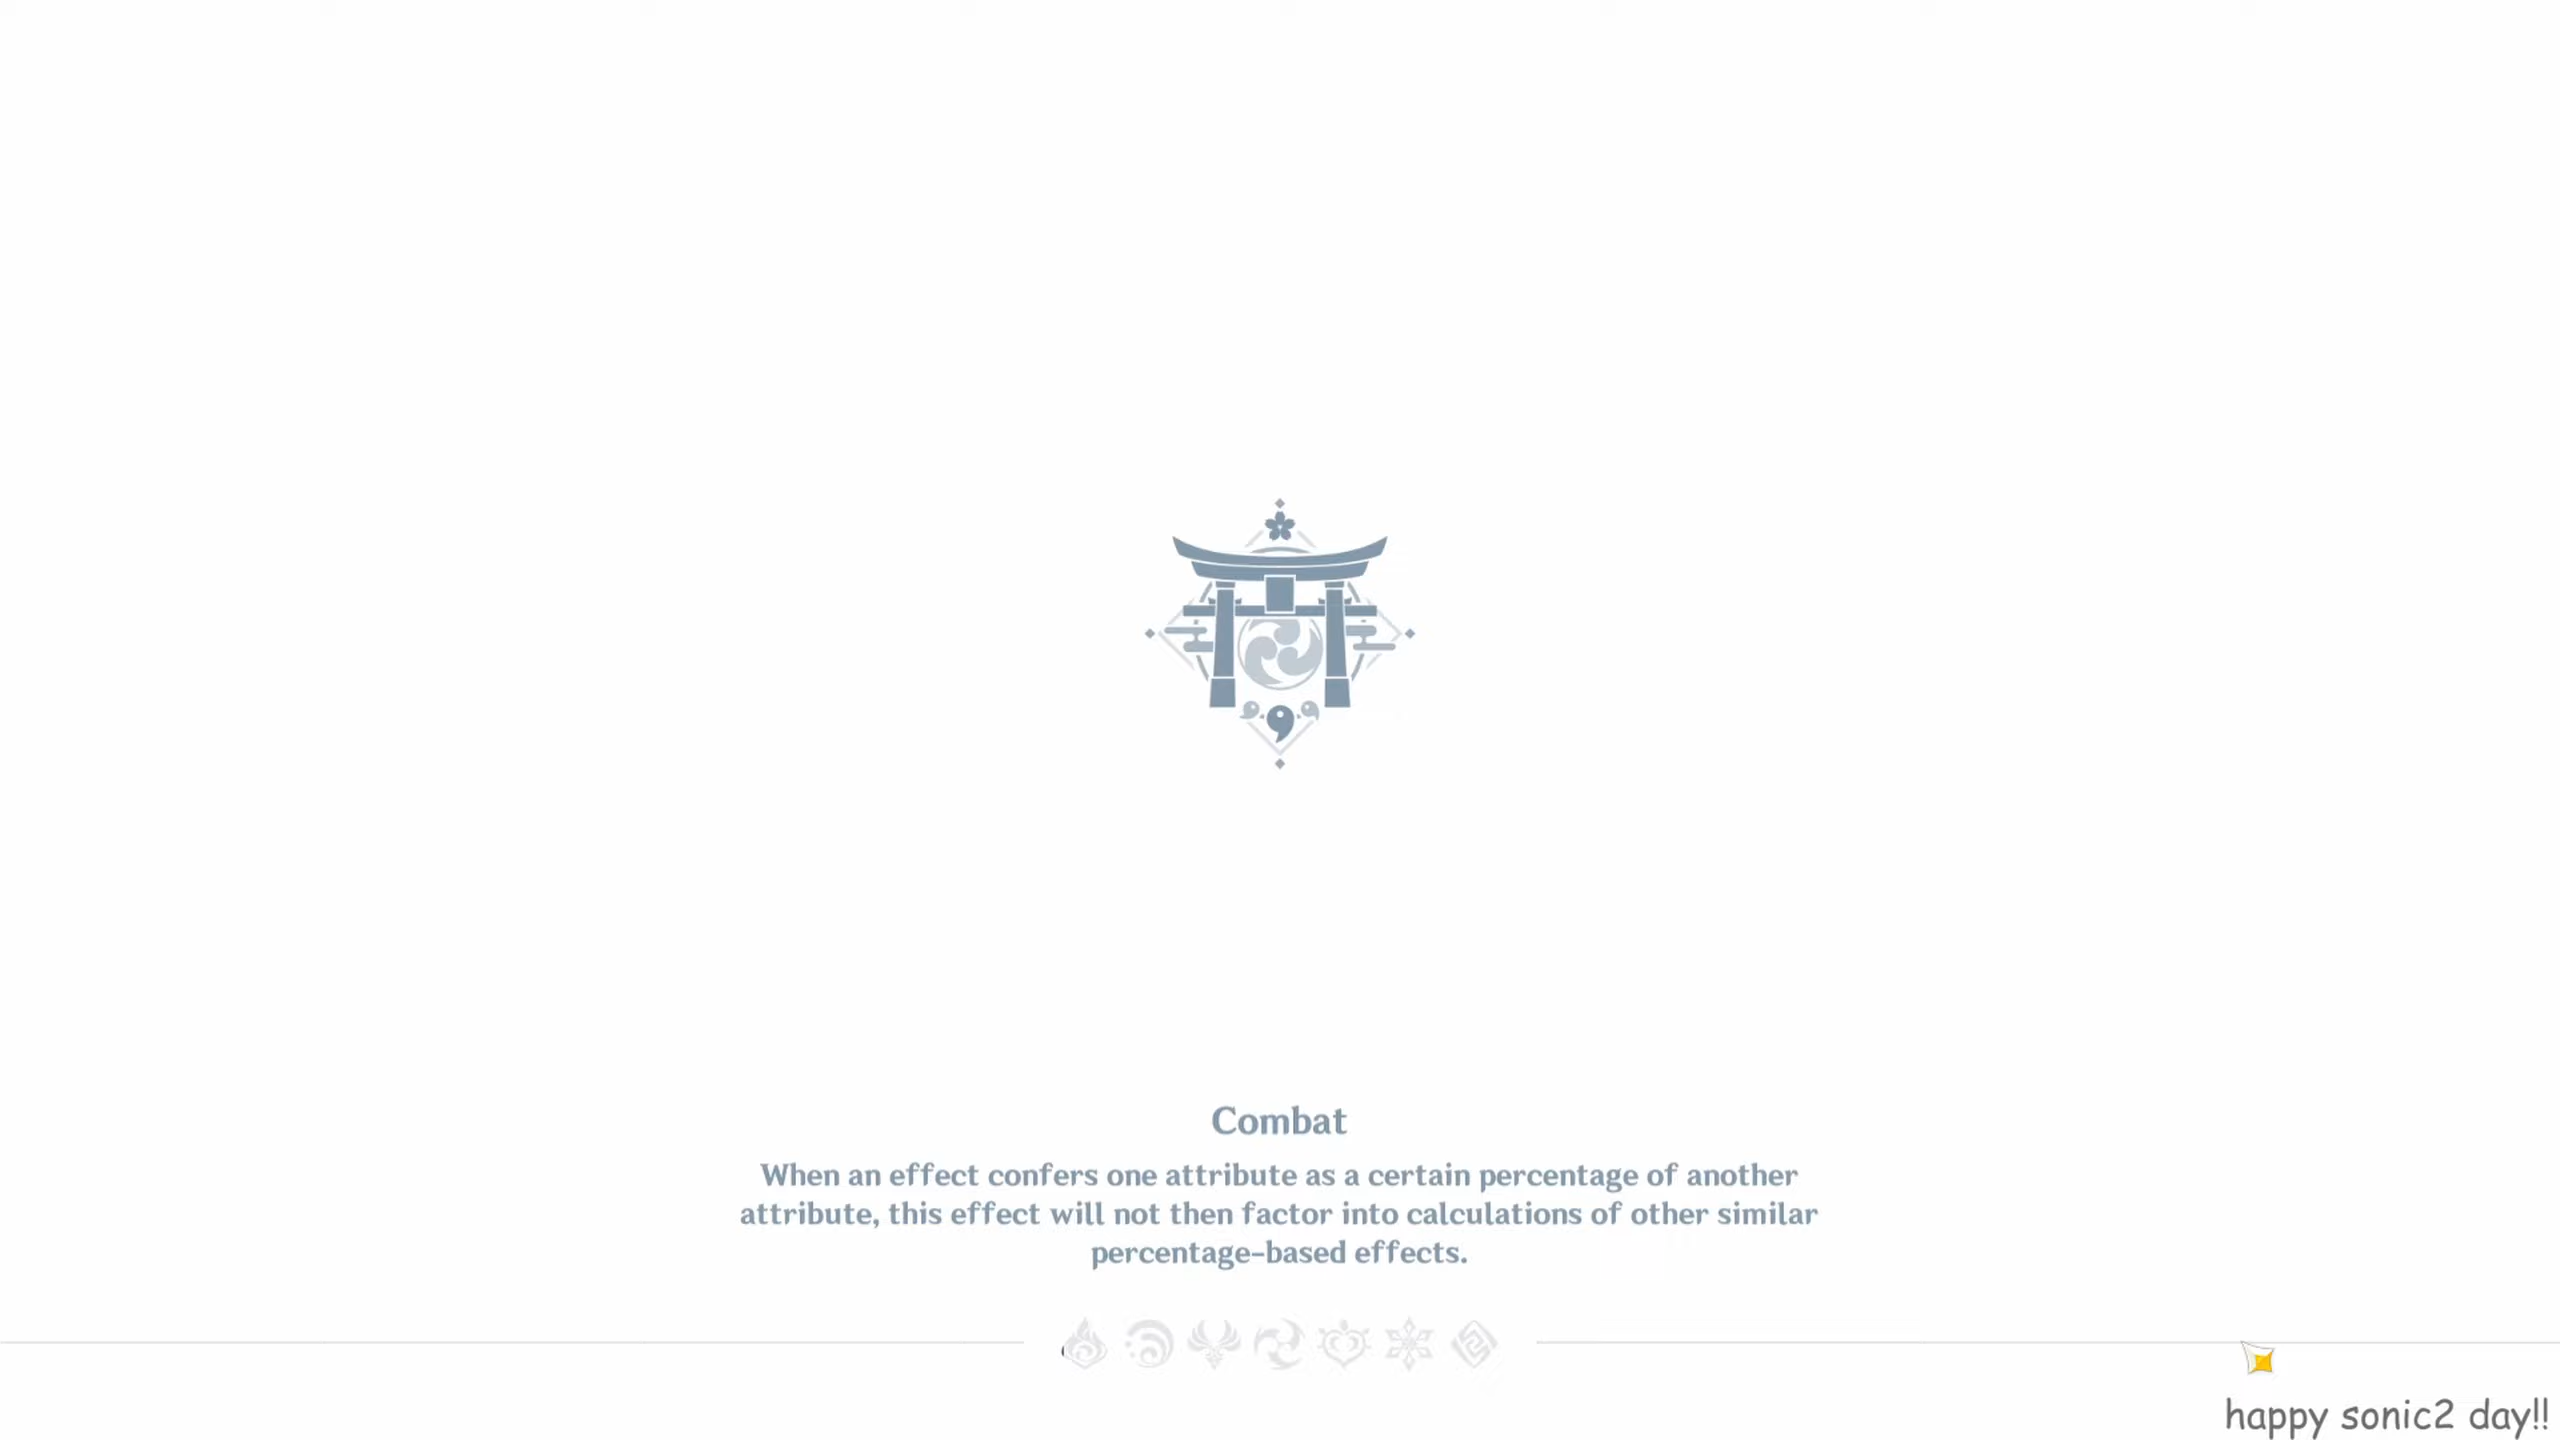 Combat
When an effect confers one attribute as a certain percentage of another
attribute, this effect will not then factor into calculations of other similar
percentage-based effects.
happy sonic2 day!!